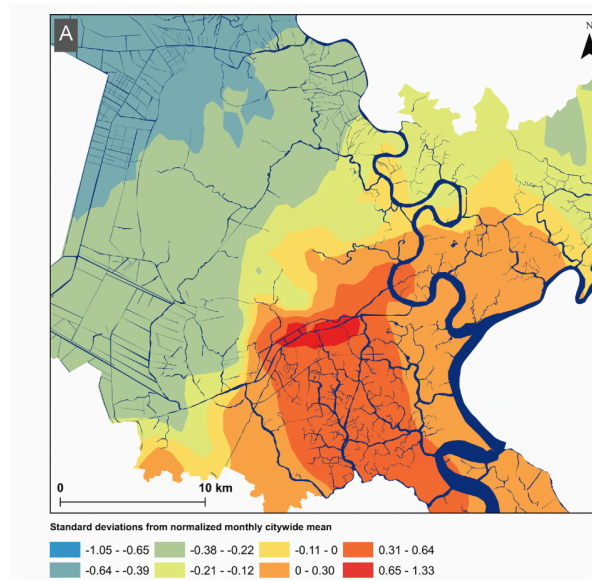 A
N
0 10 km
Standard deviations from normalized monthly citywide mean
-1.05 - -0.65 -0.38 - -0.22 -0.11 - 0 0.31 - 0.64
-0.64 - -0.39 -0.21 - -0.12 0 - 0.30 0.65 - 1.33